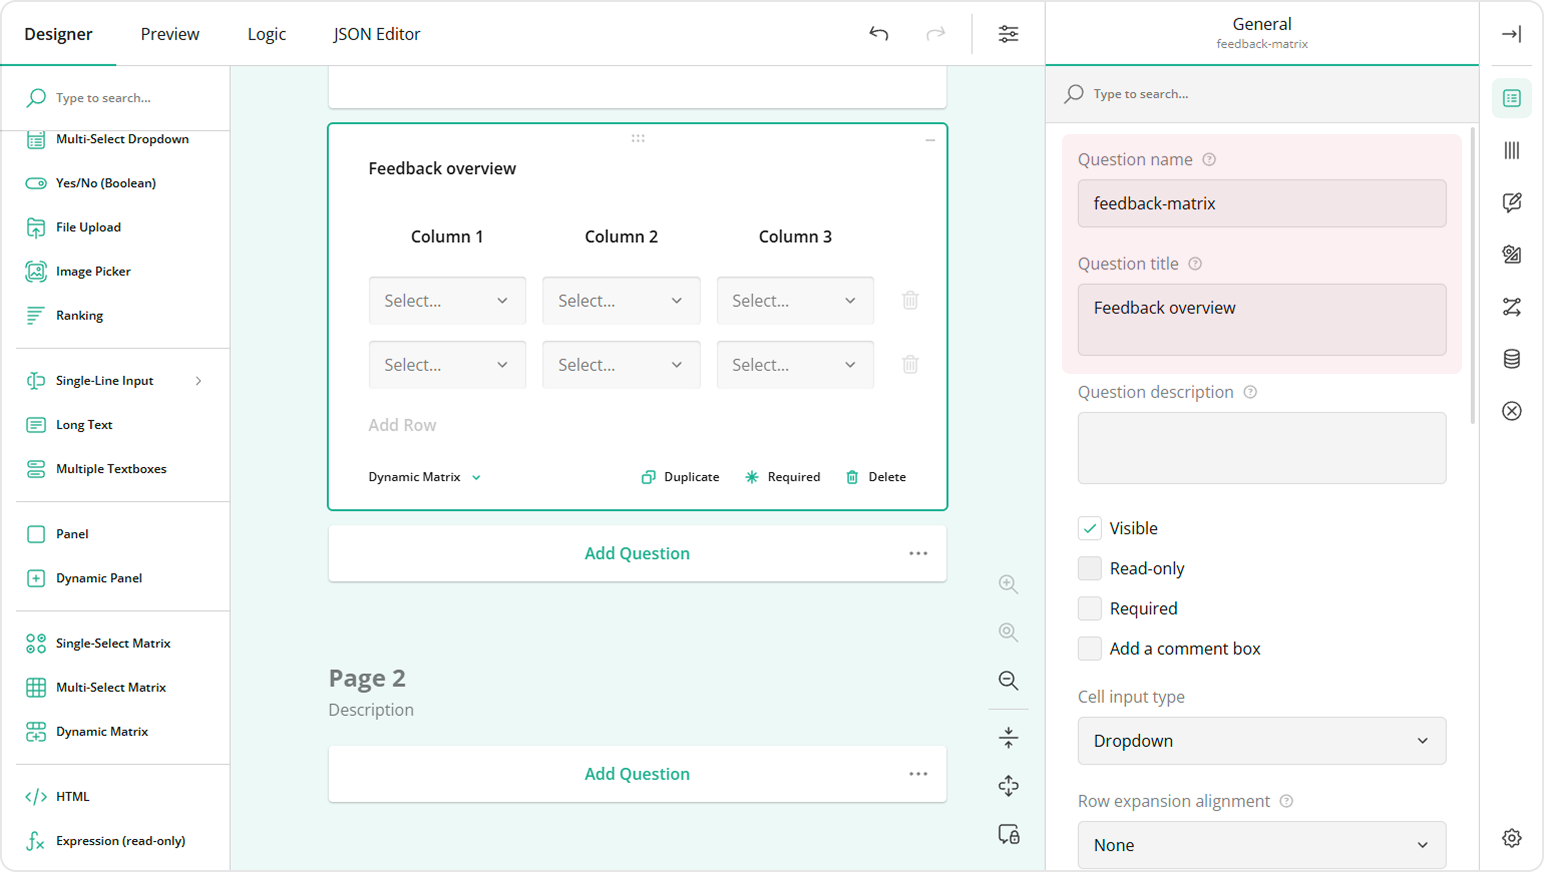 Designer
Preview
Logic
JSON Editor
General
feedback-matrix
Type to search...
Multi-Select Dropdown
Yes/No (Boolean)
File Upload
Image Picker
Ranking
Single-Line Input
Long Text
Multiple Textboxes
Panel
Dynamic Panel
Single-Select Matrix
Multi-Select Matrix
Dynamic Matrix
HTML
Expression (read-only)
Feedback overview
Column 1 Column 2 Column 3
Select... Select... Select...
Select... Select... Select...
Add Row
Dynamic Matrix Duplicate Required Delete
Add Question
Page 2
Description
Add Question
Type to search...
Question name
feedback-matrix
Question title
Feedback overview
Question description
Visible
Read-only
Required
Add a comment box
Cell input type
Dropdown
Row expansion alignment
None